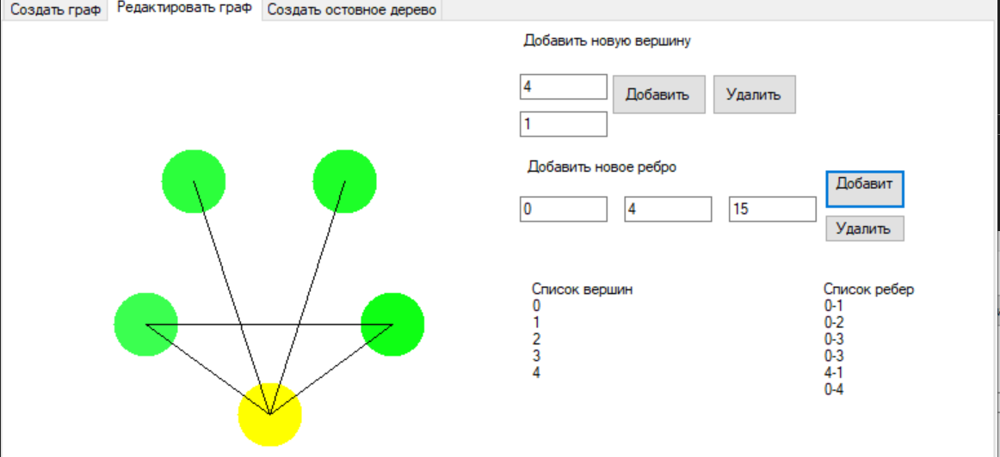 Создать граф Редактировать граф Создать остовное дерево
Добавить новую вершину
4
Добавить Удалить
1
Добавить новое ребро
Добавит
0 4 15
Удалить
Список вершин
0
1
2
3
4
Список ребер
0-1
0-2
0-3
0-3
4-1
0-4